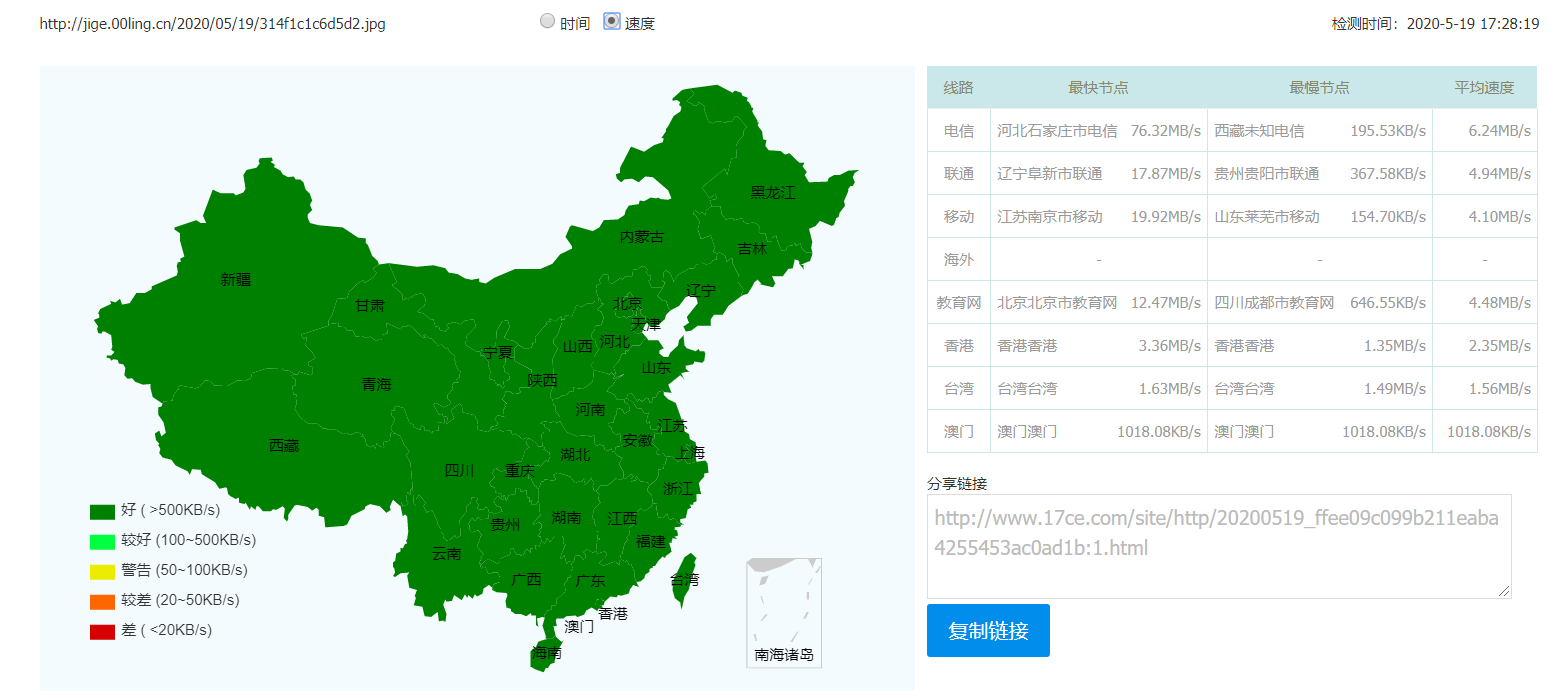 http://jige.00ling.cn/2020/05/19/314f1c1c6d5d2.jpg 时间 速度 检测时间：2020-5-19 17:28:19
黑龙江
内蒙古
吉林
新疆
辽宁
北京
甘肃
天津
河北
山西
宁夏
山东
陕西
青海
河南
江苏
安徽
西藏
上海
湖北
四川
重庆
浙江
湖南
江西
贵州
福建
云南
广西
广东
台湾
香港
澳门
海南
南海诸岛
好 ( >500KB/s)
较好 (100~500KB/s)
警告 (50~100KB/s)
较差 (20~50KB/s)
差 ( <20KB/s)
线路 最快节点 最慢节点 平均速度
电信 河北石家庄市电信 76.32MB/s 西藏未知电信 195.53KB/s 6.24MB/s
联通 辽宁阜新市联通 17.87MB/s 贵州贵阳市联通 367.58KB/s 4.94MB/s
移动 江苏南京市移动 19.92MB/s 山东莱芜市移动 154.70KB/s 4.10MB/s
海外 - - -
教育网 北京北京市教育网 12.47MB/s 四川成都市教育网 646.55KB/s 4.48MB/s
香港 香港香港 3.36MB/s 香港香港 1.35MB/s 2.35MB/s
台湾 台湾台湾 1.63MB/s 台湾台湾 1.49MB/s 1.56MB/s
澳门 澳门澳门 1018.08KB/s 澳门澳门 1018.08KB/s 1018.08KB/s
分享链接
http://www.17ce.com/site/http/20200519_ffee09c099b211eaba
4255453ac0ad1b:1.html
复制链接